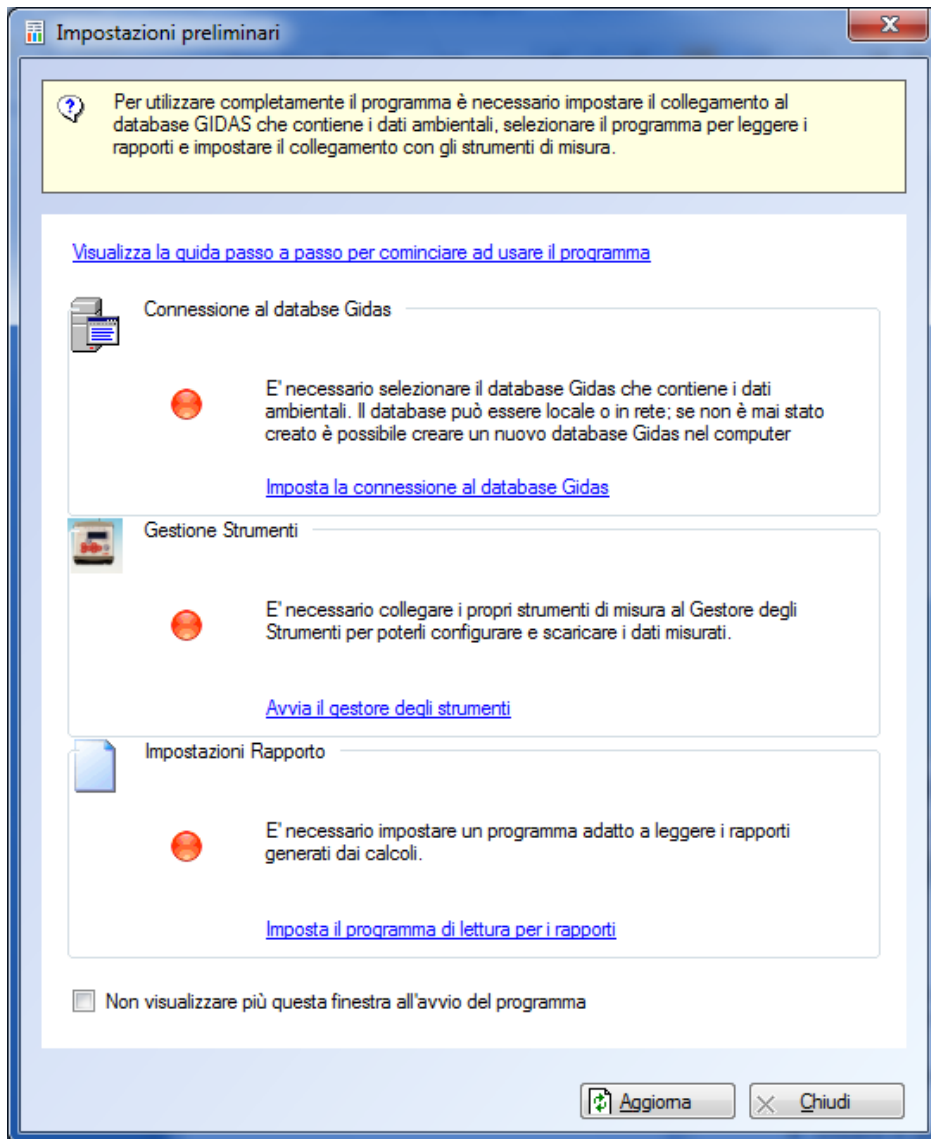 Impostazioni preliminari
Per utilizzare completamente il programma è necessario impostare il collegamento al
database GIDAS che contiene i dati ambientali, selezionare il programma per leggere i
rapporti e impostare il collegamento con gli strumenti di misura.
Visualizza la guida passo a passo per cominciare ad usare il programma
Connessione al databse Gidas
E' necessario selezionare il database Gidas che contiene i dati
ambientali. Il database può essere locale o in rete; se non è mai stato
creato è possibile creare un nuovo database Gidas nel computer
Imposta la connessione al database Gidas
Gestione Strumenti
E' necessario collegare i propri strumenti di misura al Gestore degli
Strumenti per poterli configurare e scaricare i dati misurati.
Avvia il gestore degli strumenti
Impostazioni Rapporto
E' necessario impostare un programma adatto a leggere i rapporti
generati dai calcoli.
Imposta il programma di lettura per i rapporti
Non visualizzare più questa finestra all'avvio del programma
Aggiorna
Chiudi